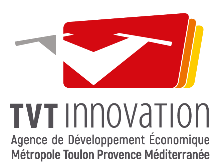 TVT INNOVATION
Agence de Développement Économique
Métropole Toulon Provence Méditerranée